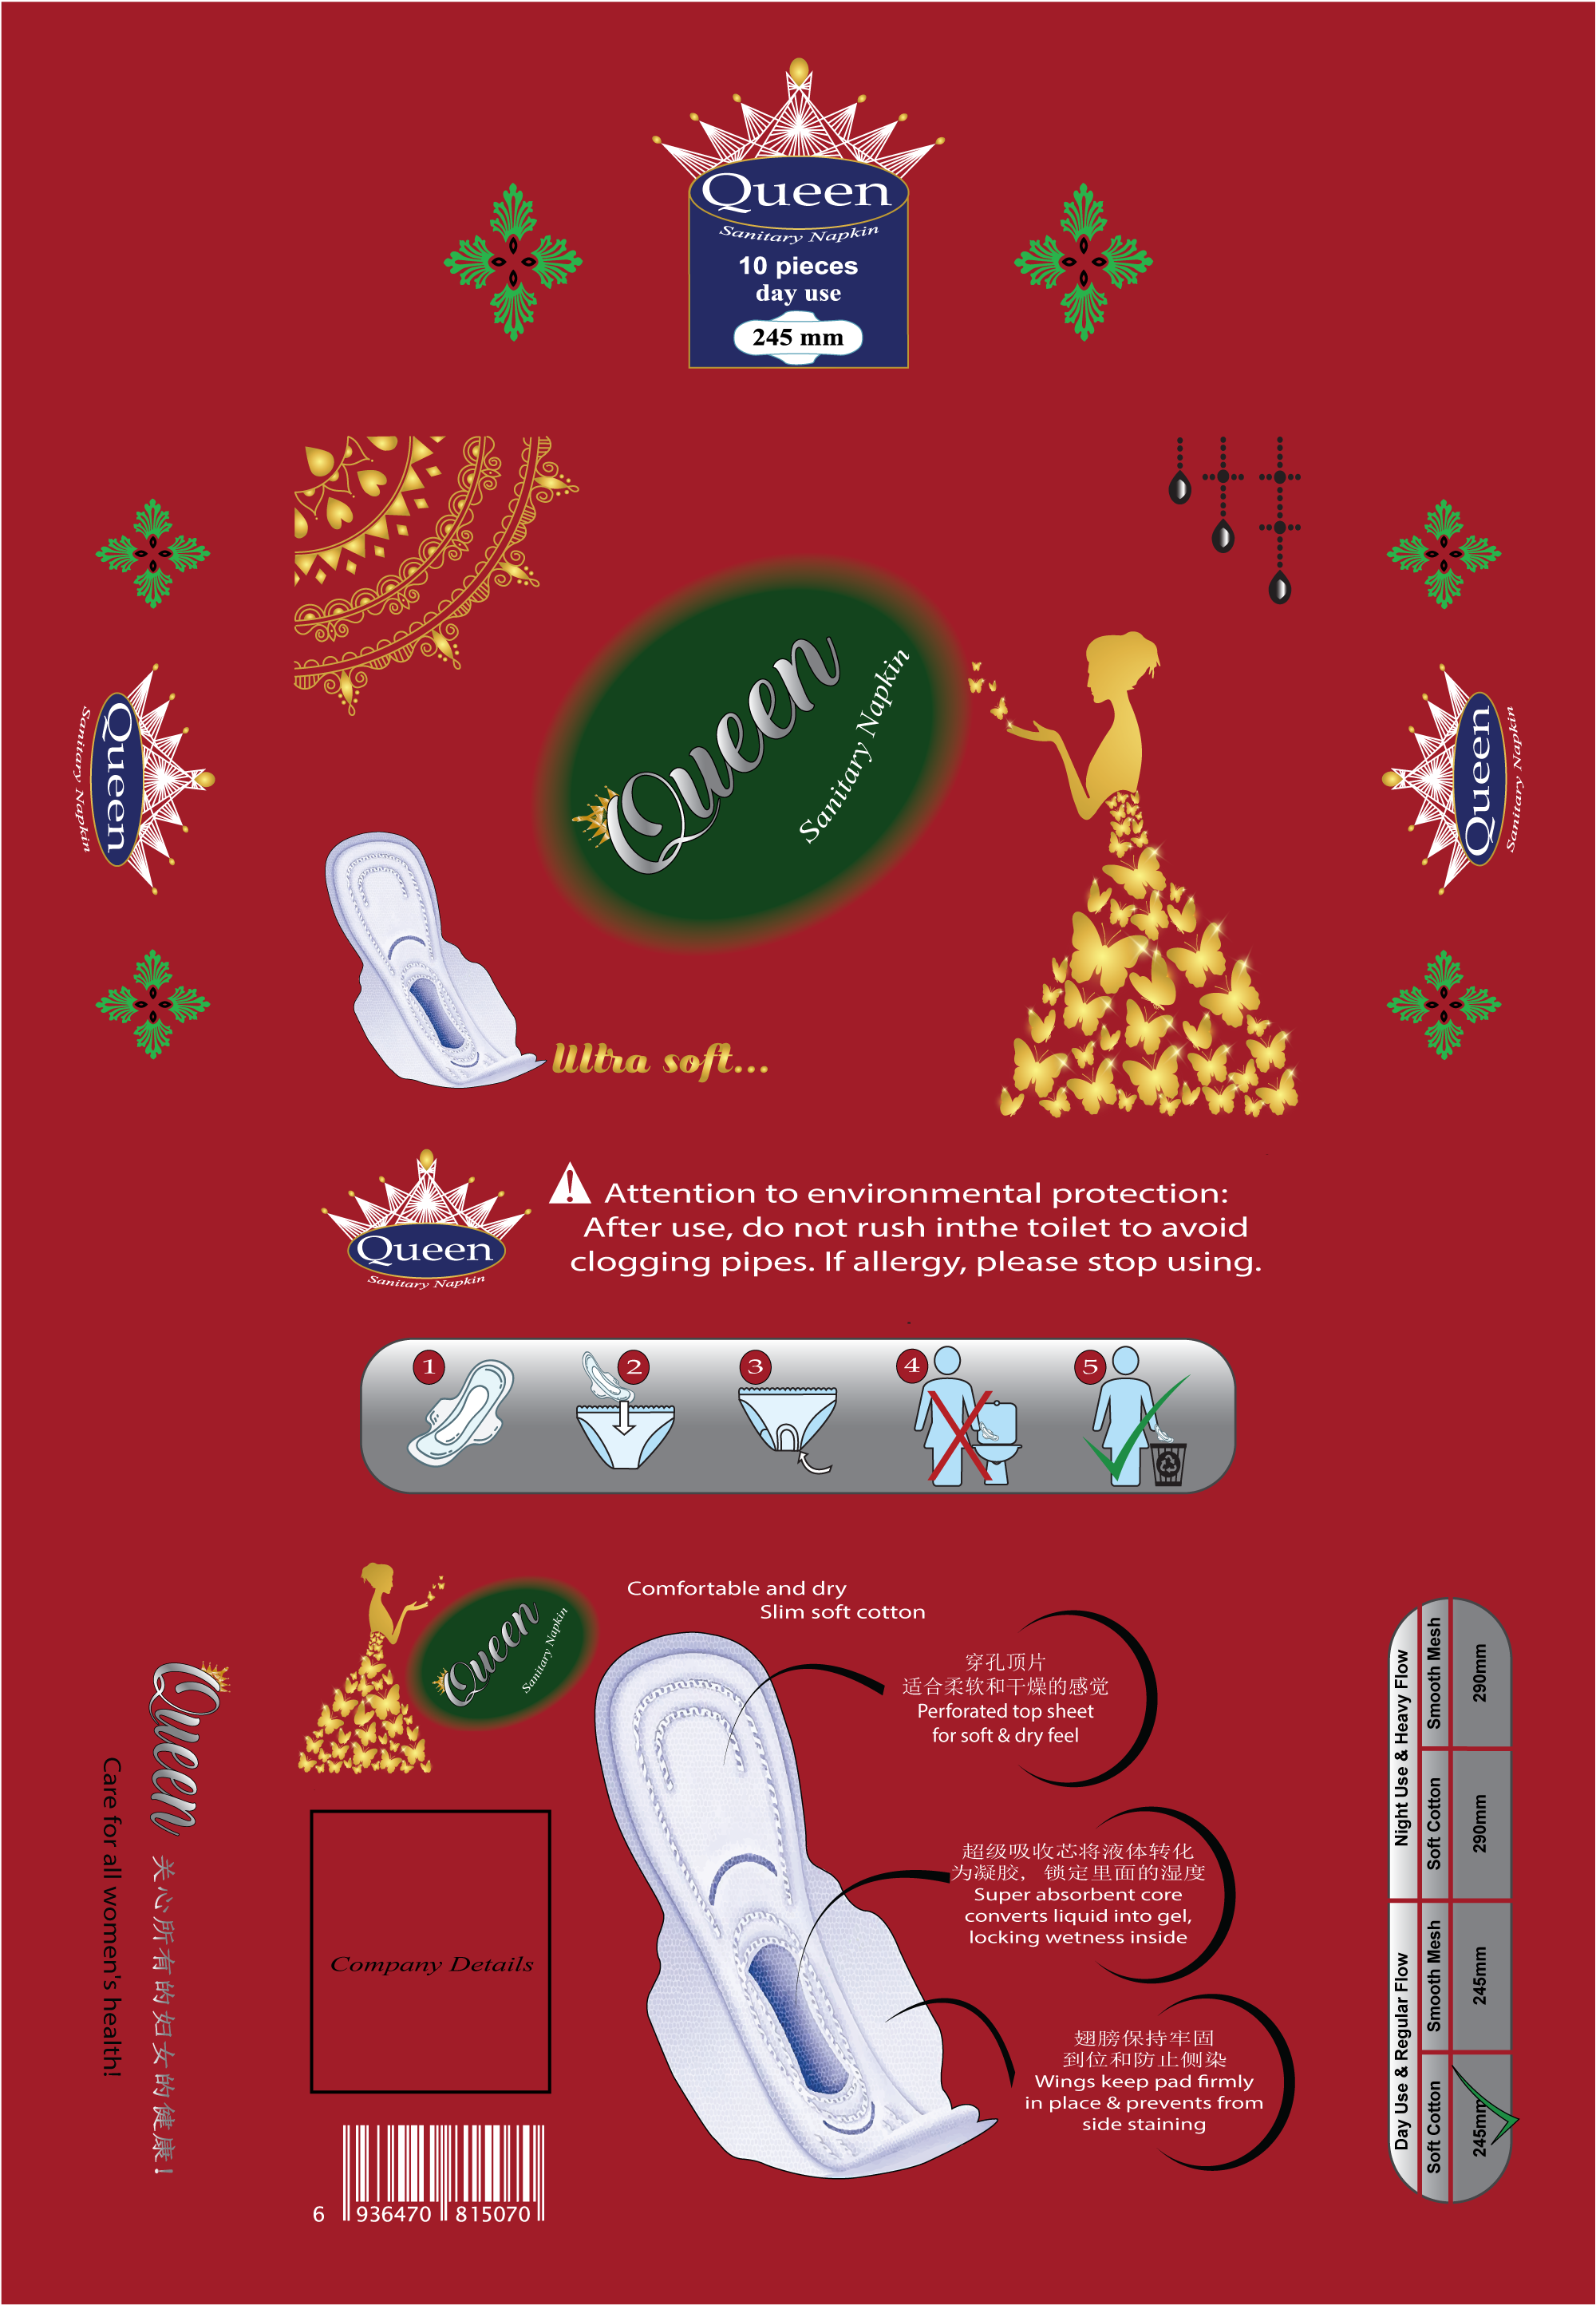 Queen
Sanitary Napkin
10 pieces
day use
245 mm
Queen
Sanitary Napkin
Queen
Sanitary Napkin
Queen
Sanitary Napkin
Ultra soft...
Queen
Sanitary Napkin
Attention to environmental protection:
After use, do not rush inthe toilet to avoid
clogging pipes. If allergy, please stop using.
1
2
3
4
5
Queen
Sanitary Napkin
Comfortable and dry
Slim soft cotton
穿孔顶片
适合柔软和干燥的感觉
Perforated top sheet
for soft & dry feel
超级吸收芯将液体转化
为凝胶，锁定里面的湿度
Super absorbent core
converts liquid into gel,
locking wetness inside
翅膀保持牢固
到位和防止侧染
Wings keep pad firmly
in place & prevents from
side staining
Company Details
6 936470 815070
Queen 关心所有的妇女的健康!
Care for all women's health!
Day Use & Regular Flow
Night Use & Heavy Flow
Soft Cotton
Smooth Mesh
Soft Cotton
Smooth Mesh
245mm
245mm
290mm
290mm